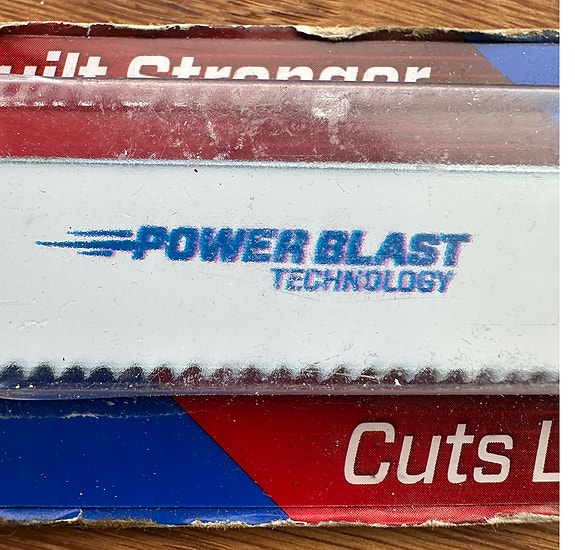 uilt Stronger
POWER BLAST
TECHNOLOGY
Cuts L